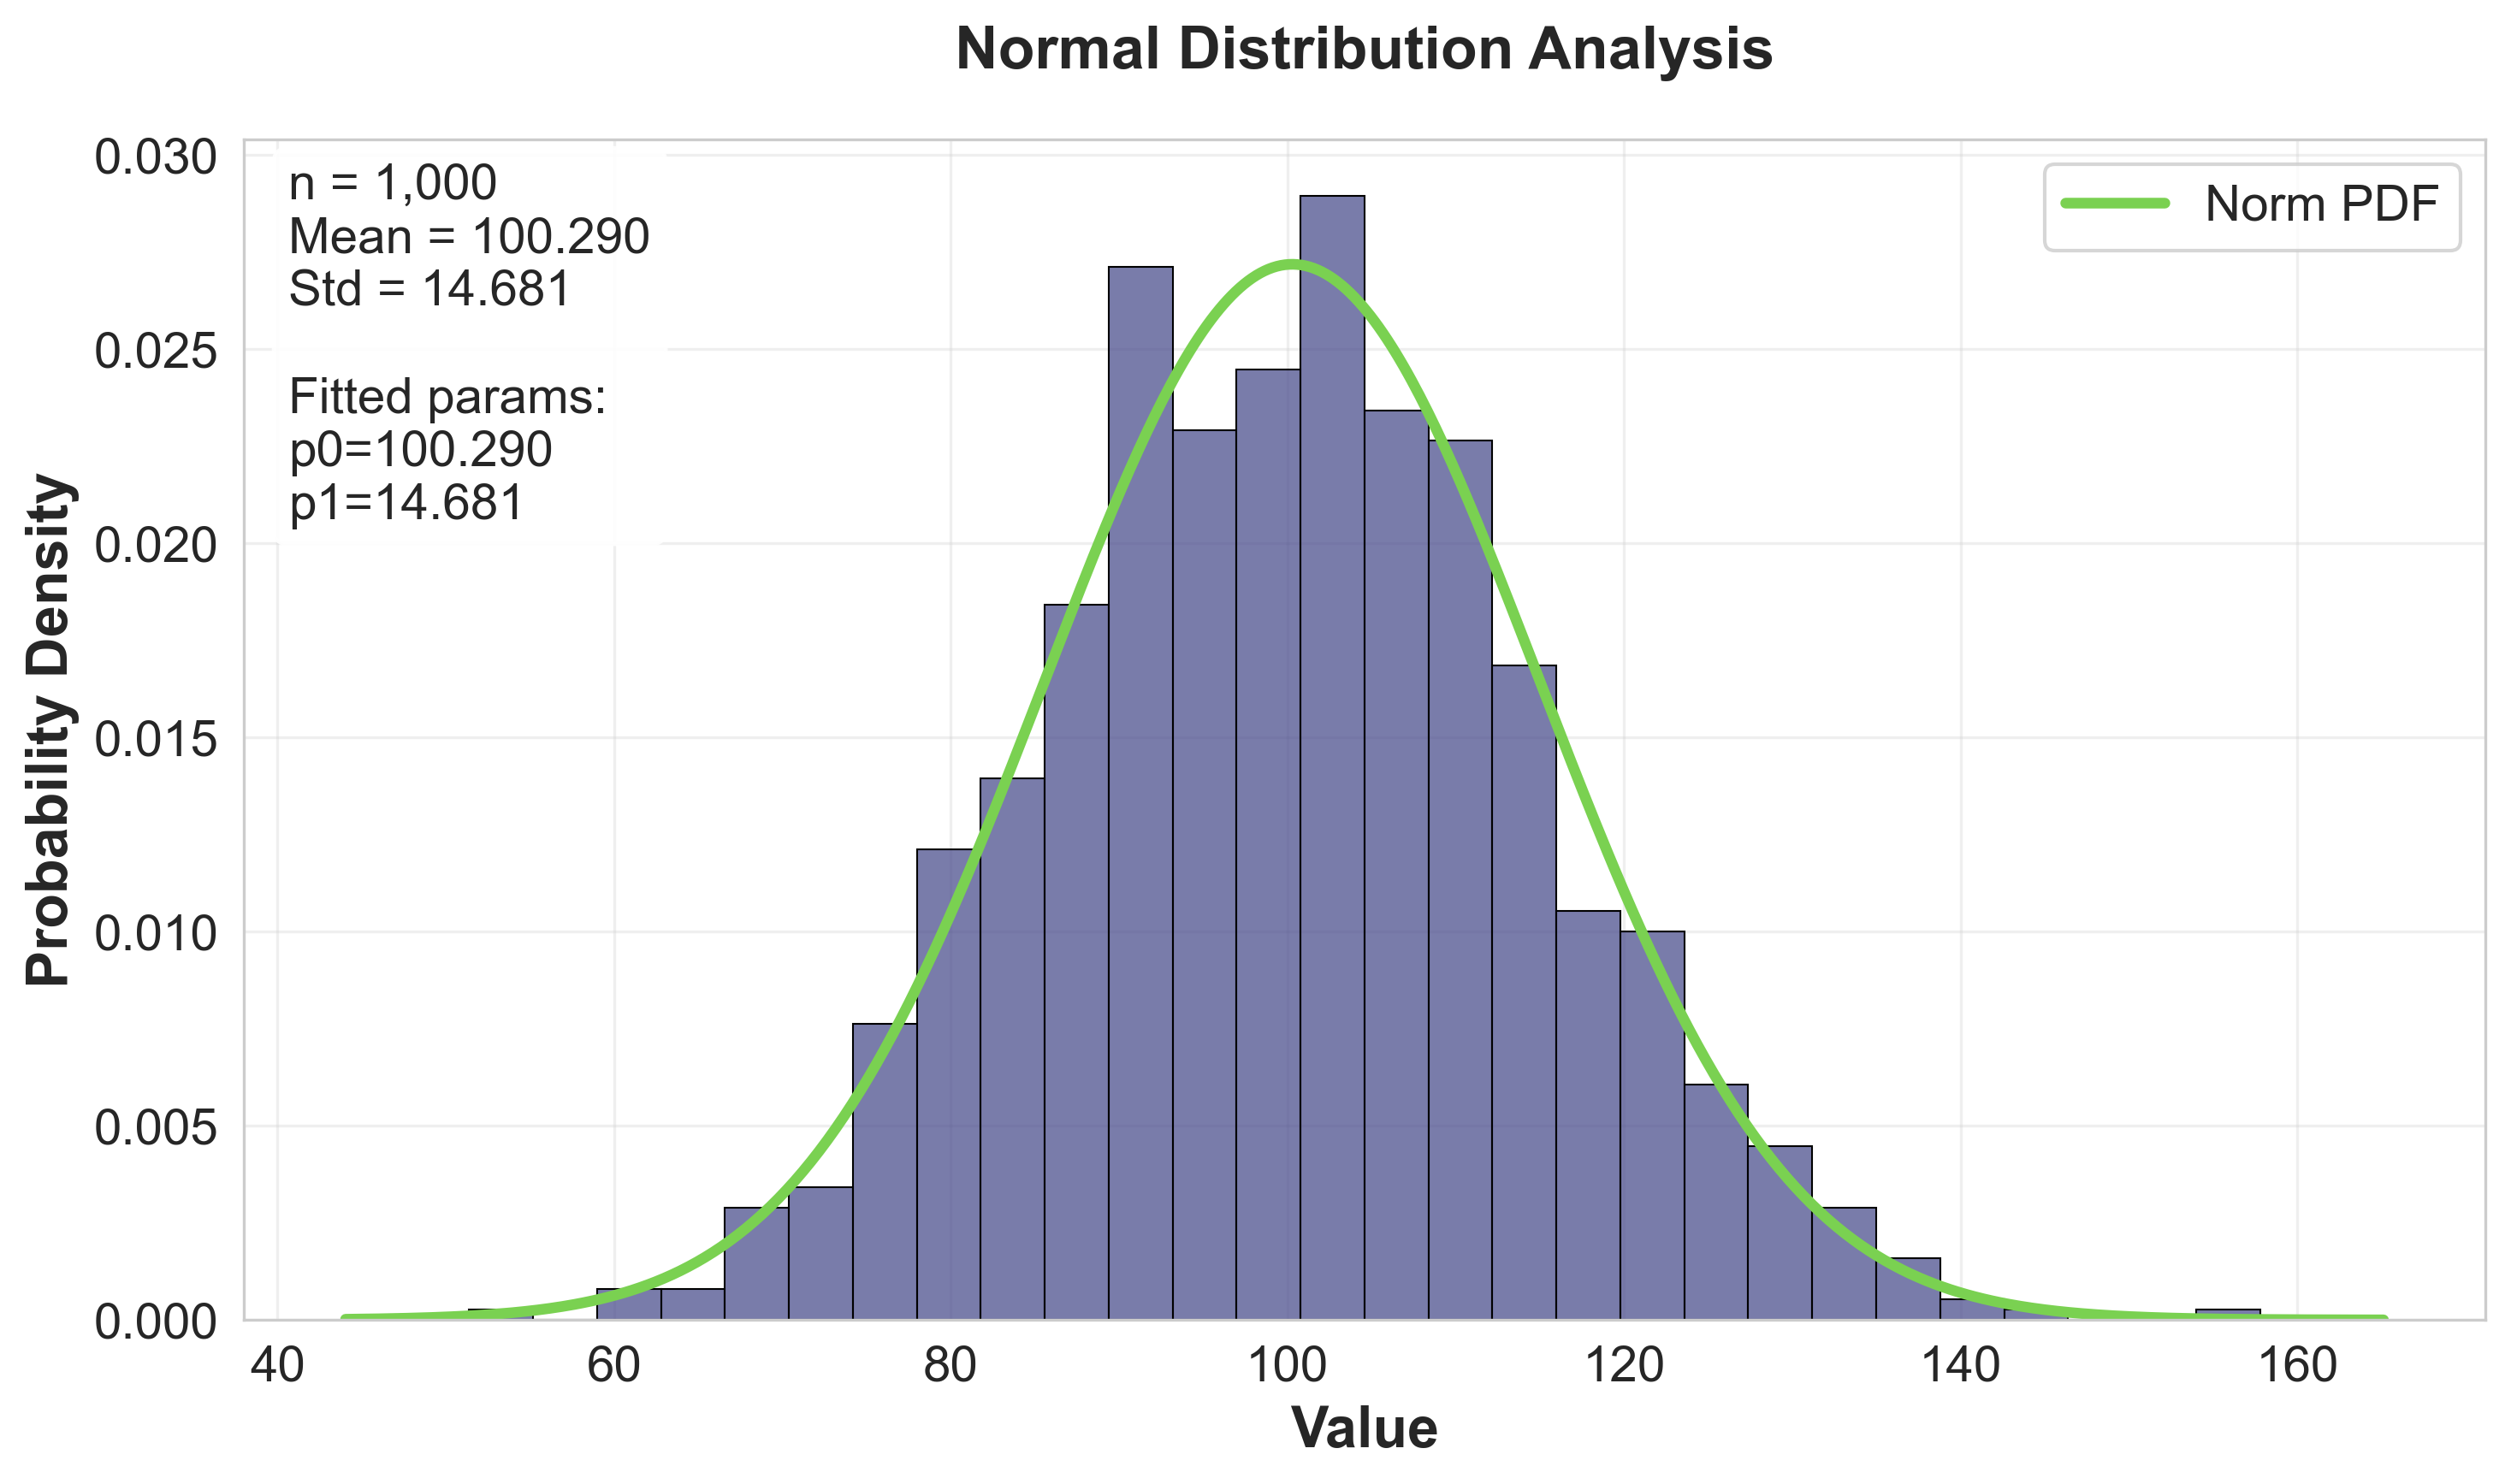 Normal Distribution Analysis
0.030
0.025
0.020
0.015
0.010
0.005
0.000
Probability Density
n = 1,000
Mean = 100.290
Std = 14.681
Fitted params:
p0=100.290
p1=14.681
Norm PDF
40 60 80 100 120 140 160
Value